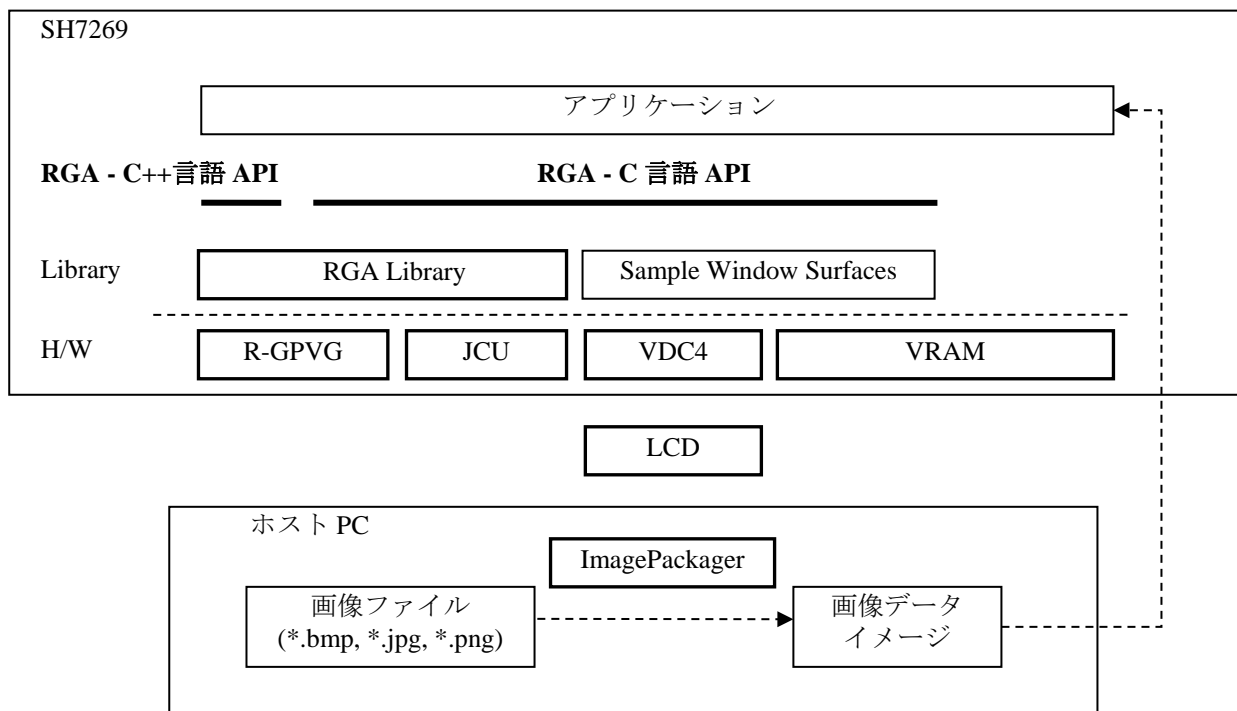 SH7269
アプリケーション
RGA - C++言語 API
RGA - C 言語 API
Library
RGA Library
Sample Window Surfaces
H/W
R-GPVG
JCU
VDC4
VRAM
LCD
ホスト PC
ImagePackager
画像ファイル
(*.bmp, *.jpg, *.png)
画像データ
イメージ